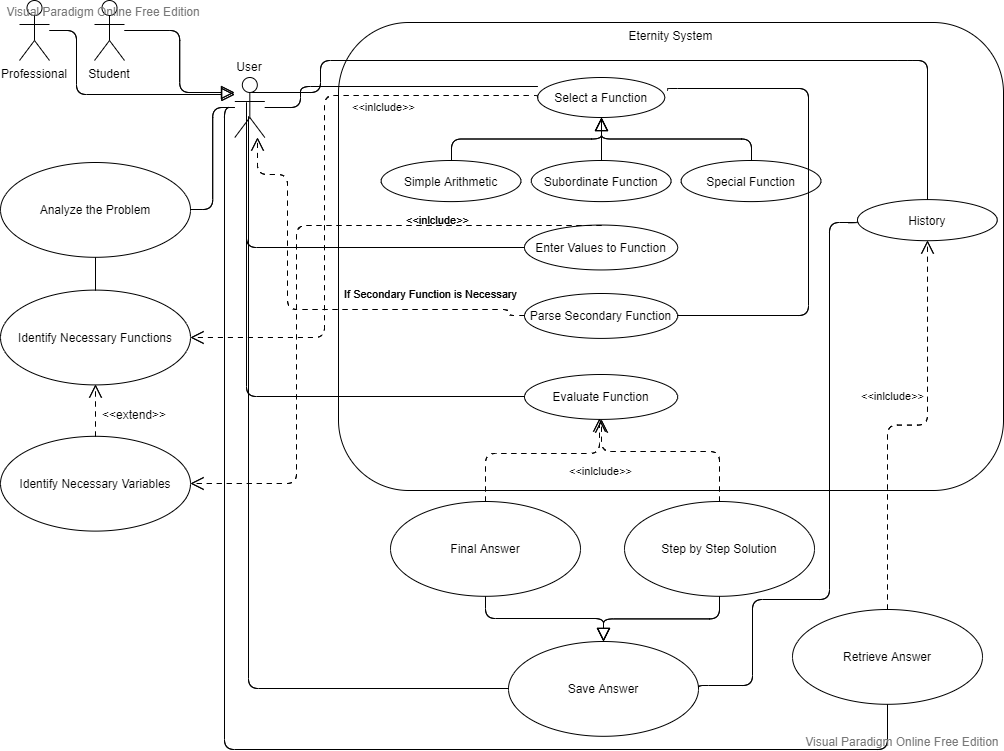 Visual Paradigm Online Free Edition
Eternity System
User
Professional
Student
Select a Function
<<inlclude>>
Simple Arithmetic
Subordinate Function
Special Function
Analyze the Problem
<<inlclude>>
History
Enter Values to Function
If Secondary Function is Necessary
Parse Secondary Function
Identify Necessary Functions
Evaluate Function
<<inlclude>>
<<extend>>
<<inlclude>>
Identify Necessary Variables
Final Answer
Step by Step Solution
Retrieve Answer
Save Answer
Visual Paradigm Online Free Edition